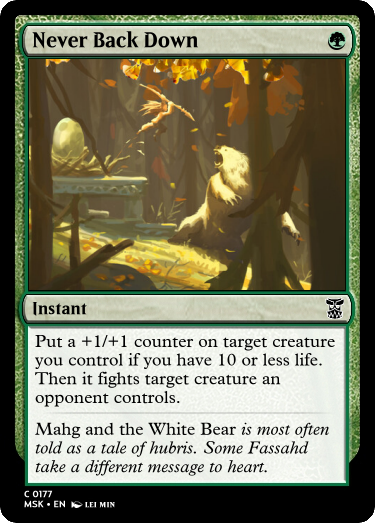 Never Back Down
Instant
Put a +1/+1 counter on target creature
you control if you have 10 or less life.
Then it fights target creature an
opponent controls.
Mahg and the White Bear is most often
told as a tale of hubris. Some Fassahd
take a different message to heart.
C 0177
MSK • EN LEI MIN